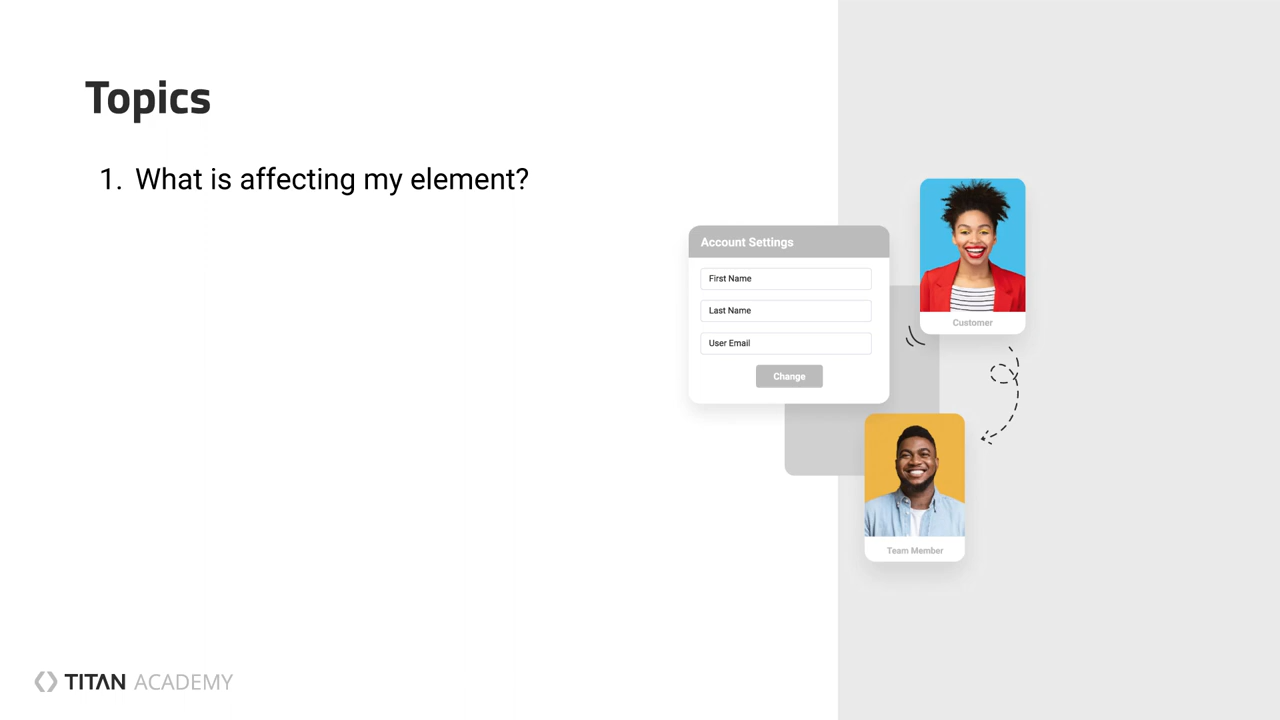 Topics
1. What is affecting my element?
Account Settings
First Name
Last Name
User Email
Change
Customer
Team Member
TITAN ACADEMY